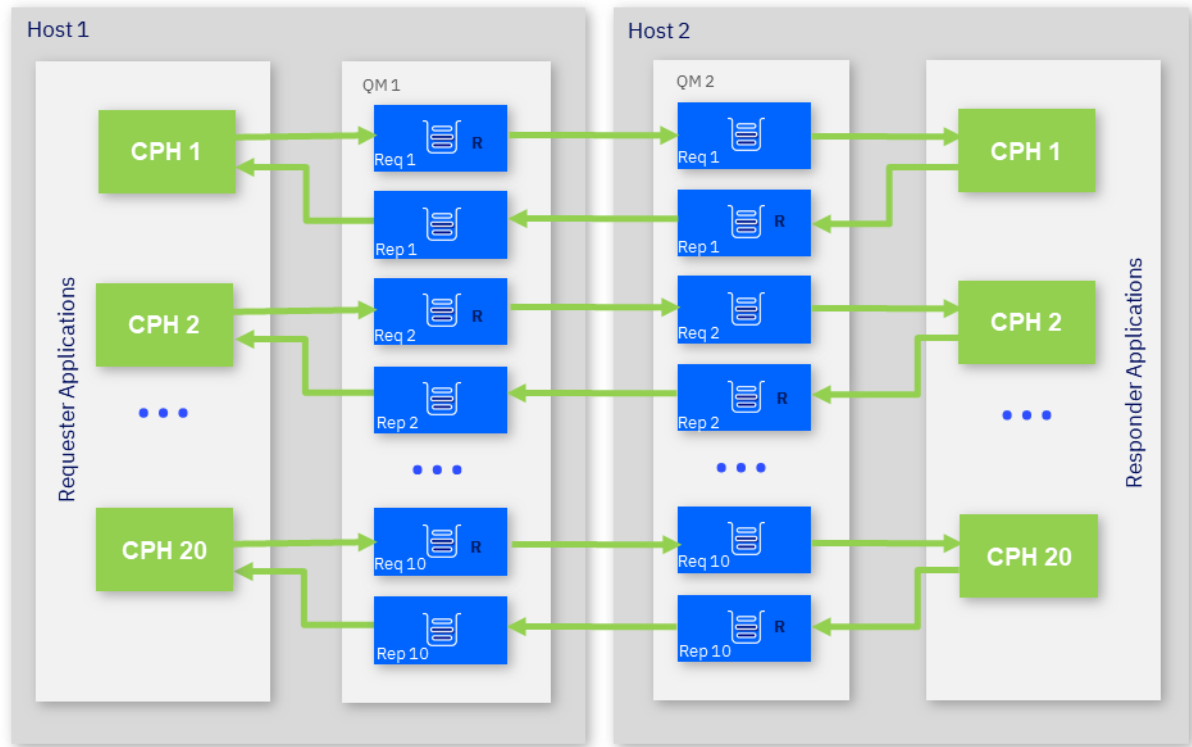 Host 1
Host 2
QM 1
QM 2
CPH 1
R
Req 1
Req 1
CPH 1
Rep 1
R
Rep 1
Requester Applications
Responder Applications
CPH 2
R
Req 2
Req 2
CPH 2
Rep 2
R
Rep 2
CPH 20
R
Req 10
Req 10
CPH 20
Rep 10
R
Rep 10